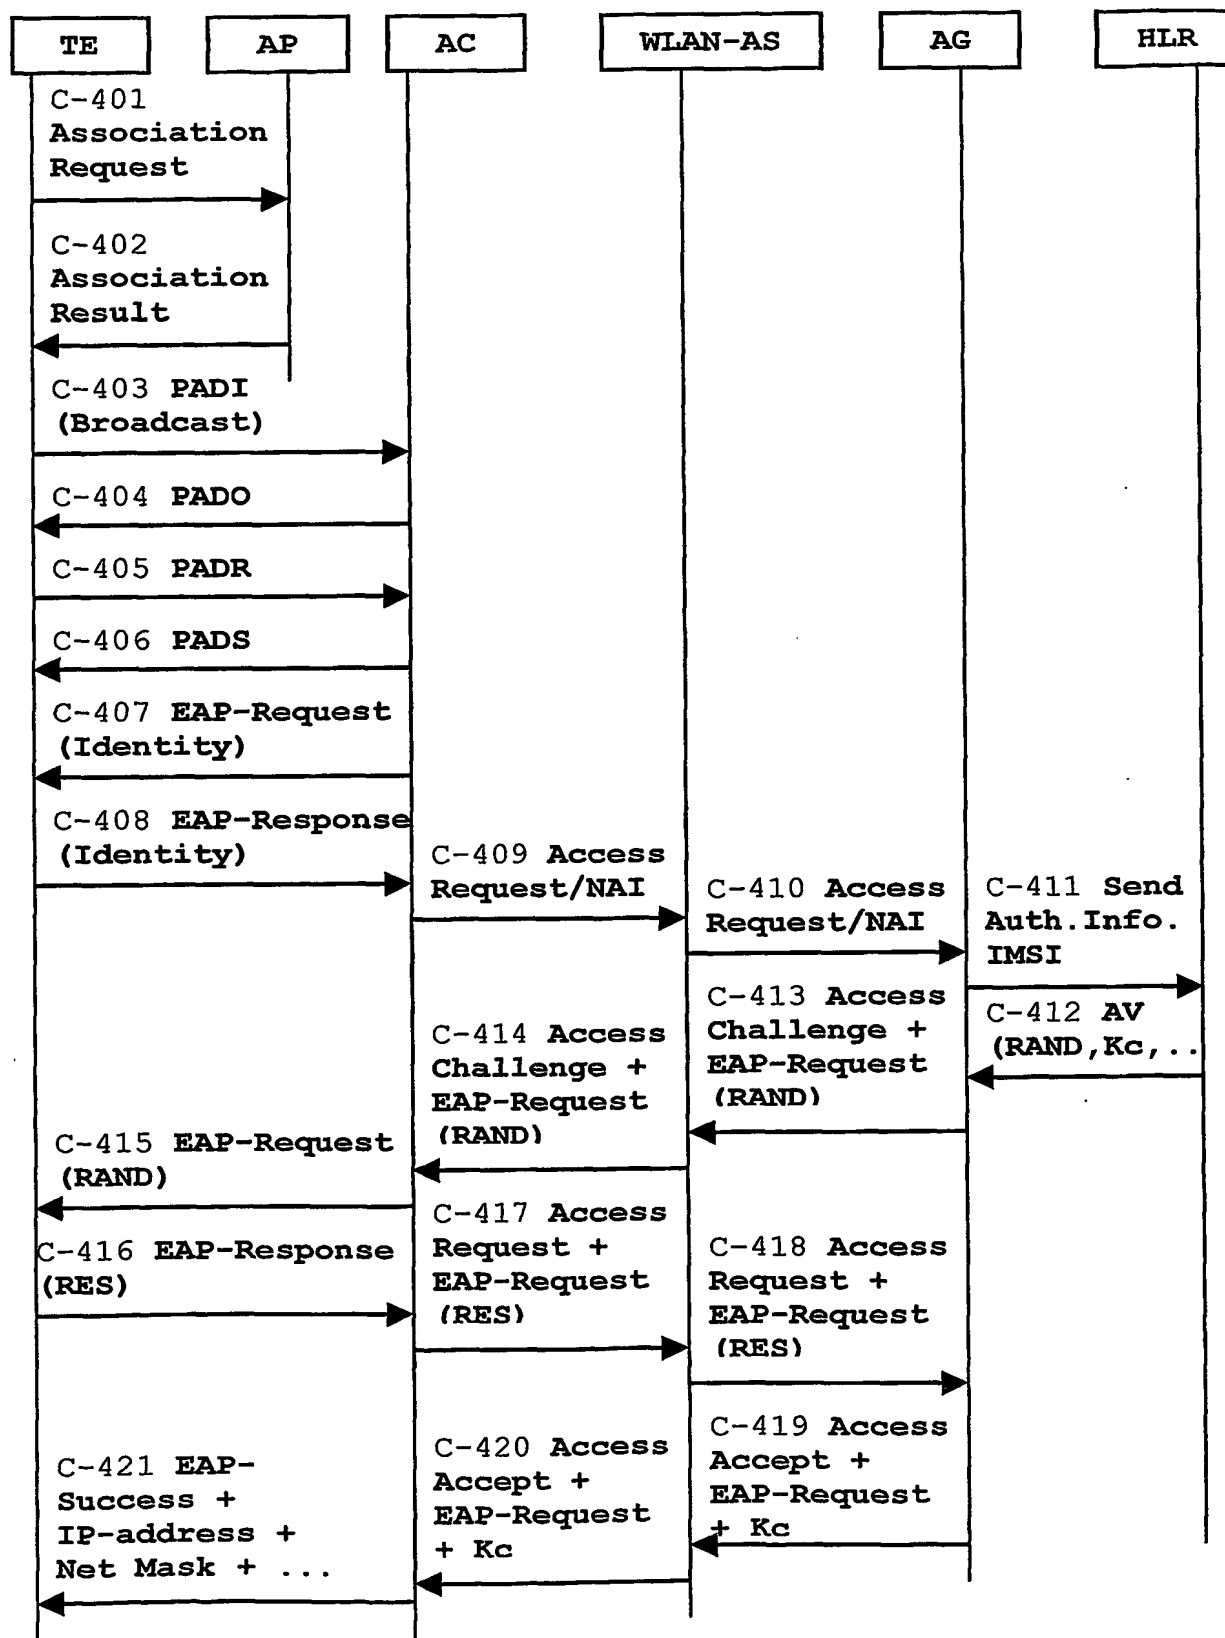 TE
AP
AC
WLAN-AS
AG
HLR
C-401
Association
Request
C-402
Association
Result
C-403 PADI
(Broadcast)
C-404 PADO
C-405 PADR
C-406 PADS
C-407 EAP-Request
(Identity)
C-408 EAP-Response
(Identity)
C-409 Access
Request/NAI
C-410 Access
Request/NAI
C-411 Send
Auth.Info.
IMSI
C-412 AV
(RAND,Kc,..
C-413 Access
Challenge +
EAP-Request
(RAND)
C-414 Access
Challenge +
EAP-Request
(RAND)
C-415 EAP-Request
(RAND)
C-416 EAP-Response
(RES)
C-417 Access
Request +
EAP-Request
(RES)
C-418 Access
Request +
EAP-Request
(RES)
C-419 Access
Accept +
EAP-Request
+ Kc
C-420 Access
Accept +
EAP-Request
+ Kc
C-421 EAP-
Success +
IP-address +
Net Mask + ...